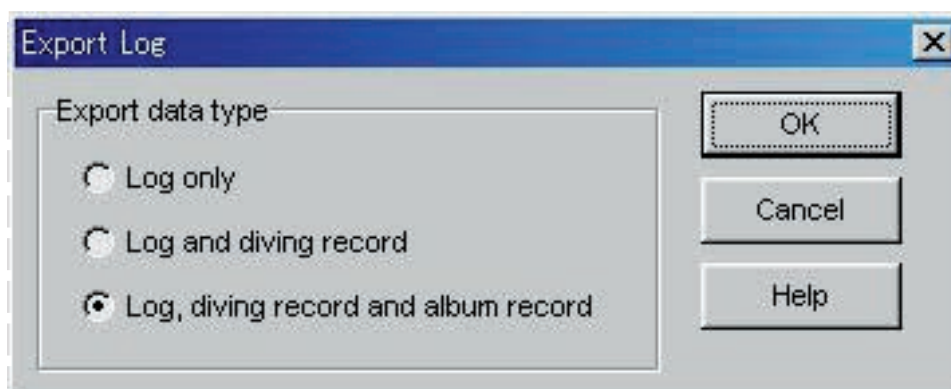 Export Log
Export data type
Log only
Log and diving record
Log, diving record and album record
OK
Cancel
Help